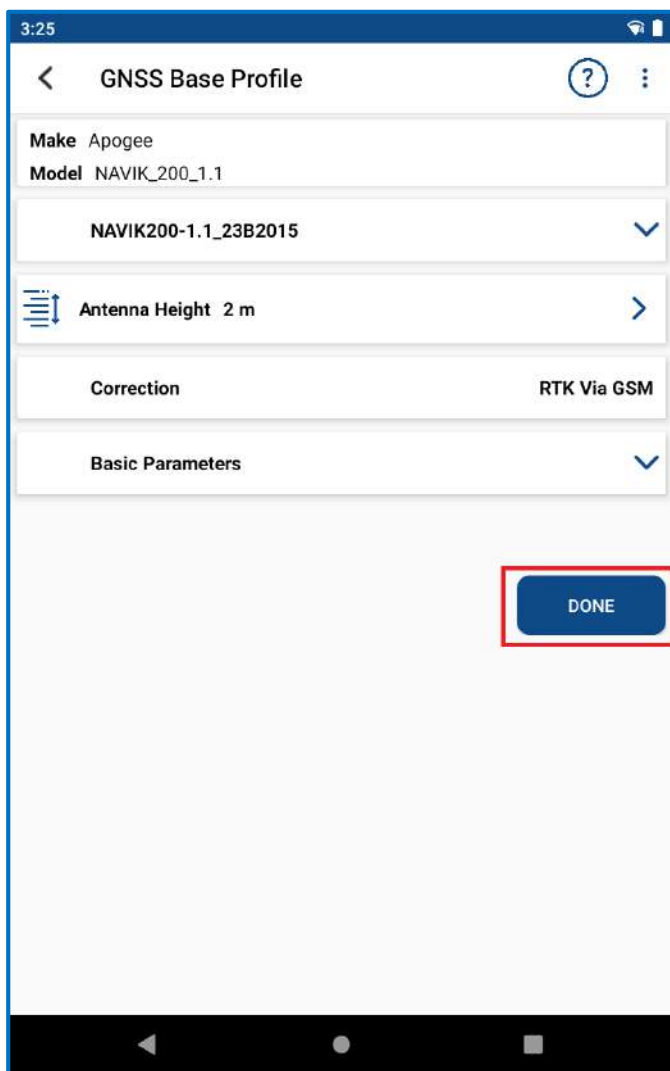 3:25
GNSS Base Profile
?
Make Apogee
Model NAVIK_200_1.1
NAVIK200-1.1_23B2015
Antenna Height 2 m
Correction RTK Via GSM
Basic Parameters
DONE